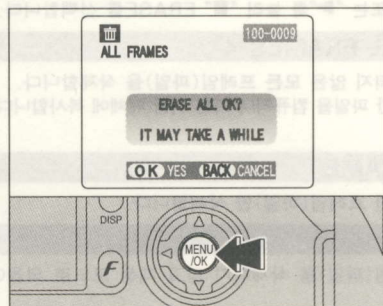 100-0009
ALL FRAMES
ERASE ALL OK?
IT MAY TAKE A WHILE
OK YES BACK CANCEL
DISP
F
MENU
/OK